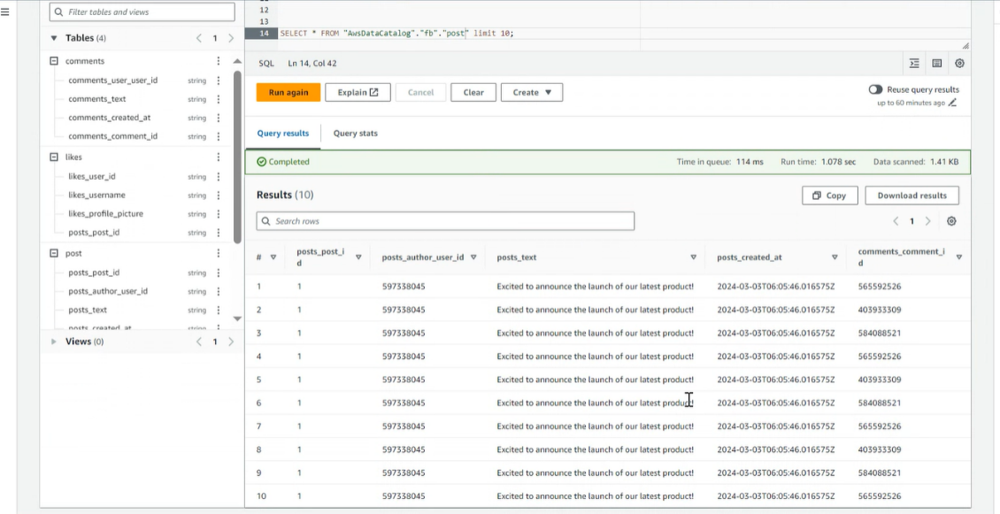 Filter tables and views
Tables (4)
1
comments
comments_user_user_id string
comments_text string
comments_created_at string
comments_comment_id string
likes
likes_user_id string
likes_username string
likes_profile_picture string
posts_post_id string
post
posts_post_id string
posts_author_user_id string
posts_text string
posts_created_at string
Views (0)
1
12
13
14 SELECT * FROM "AwsDataCatalog"."fb"."post" limit 10;
SQL Ln 14, Col 42
Run again Explain Cancel Clear Create
Reuse query results
up to 60 minutes ago
Query results Query stats
Completed Time in queue: 114 ms Run time: 1.078 sec Data scanned: 1.41 KB
Results (10) Copy Download results
Search rows 1
# posts_post_id posts_author_user_id posts_text posts_created_at comments_comment_id
1 1 597338045 Excited to announce the launch of our latest product! 2024-03-03T06:05:46.016575Z 565592526
2 1 597338045 Excited to announce the launch of our latest product! 2024-03-03T06:05:46.016575Z 403933309
3 1 597338045 Excited to announce the launch of our latest product! 2024-03-03T06:05:46.016575Z 584088521
4 1 597338045 Excited to announce the launch of our latest product! 2024-03-03T06:05:46.016575Z 565592526
5 1 597338045 Excited to announce the launch of our latest product! 2024-03-03T06:05:46.016575Z 403933309
6 1 597338045 Excited to announce the launch of our latest product! 2024-03-03T06:05:46.016575Z 584088521
7 1 597338045 Excited to announce the launch of our latest product! 2024-03-03T06:05:46.016575Z 565592526
8 1 597338045 Excited to announce the launch of our latest product! 2024-03-03T06:05:46.016575Z 403933309
9 1 597338045 Excited to announce the launch of our latest product! 2024-03-03T06:05:46.016575Z 584088521
10 1 597338045 Excited to announce the launch of our latest product! 2024-03-03T06:05:46.016575Z 565592526